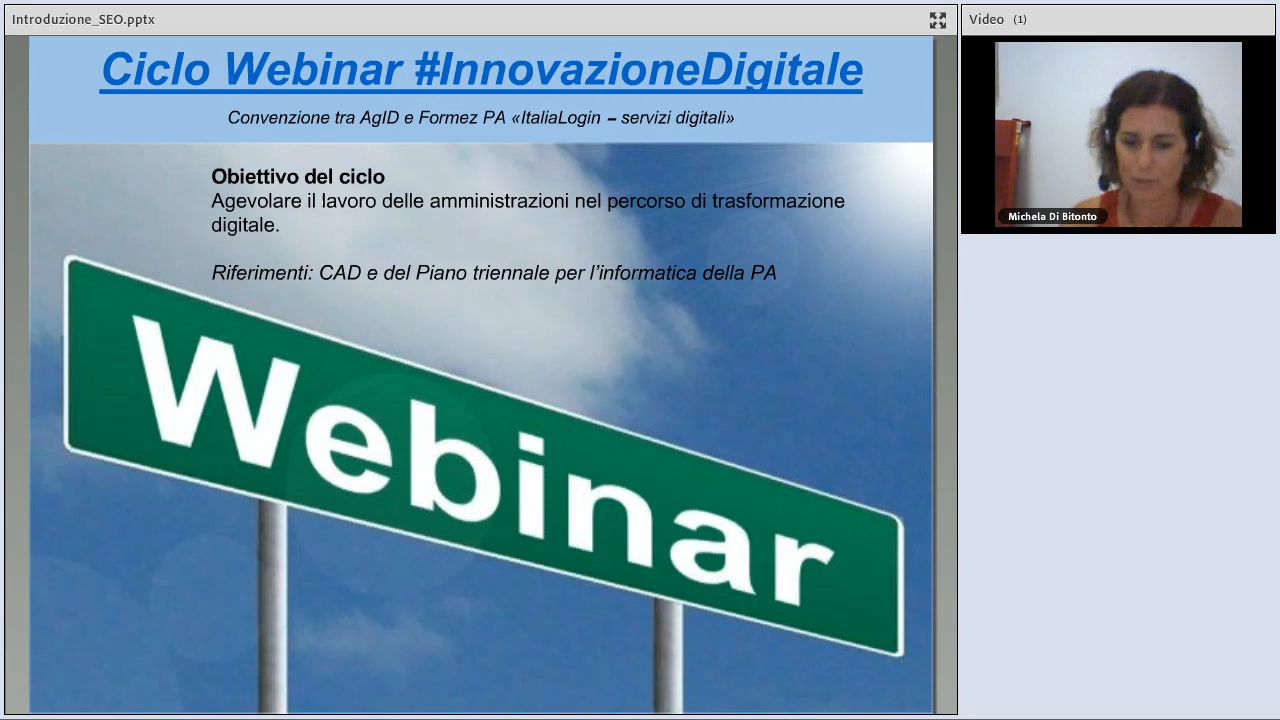 Introduzione_SEO.pptx
Video (1)
Ciclo Webinar #InnovazioneDigitale
Convenzione tra AgID e Formez PA «ItaliaLogin – servizi digitali»
Obiettivo del ciclo
Agevolare il lavoro delle amministrazioni nel percorso di trasformazione
digitale.
Riferimenti: CAD e del Piano triennale per l’informatica della PA
Webinar
Michela Di Bitonto